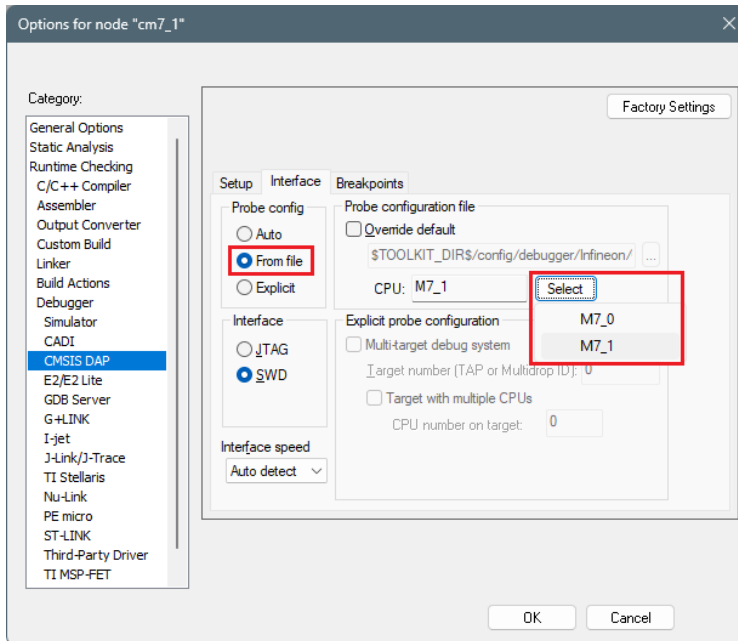 Options for node "cm7_1"
Category:
General Options
Static Analysis
Runtime Checking
C/C++ Compiler
Assembler
Output Converter
Custom Build
Linker
Build Actions
Debugger
Simulator
CADI
CMSIS DAP
E2/E2 Lite
GDB Server
G+LINK
I-jet
J-Link/J-Trace
TI Stellaris
Nu-Link
PE micro
ST-LINK
Third-Party Driver
TI MSP-FET
Factory Settings
Setup Interface Breakpoints
Probe config
Auto
From file
Explicit
Interface
JTAG
SWD
Interface speed
Auto detect
Probe configuration file
Override default
$TOOLKIT_DIR$/config/debugger/Infineon/ ...
CPU: M7_1 Select
M7_0
M7_1
Explicit probe configuration
Multi-target debug system
Target number (TAP or Multidrop ID): 0
Target with multiple CPUs
CPU number on target: 0
OK Cancel